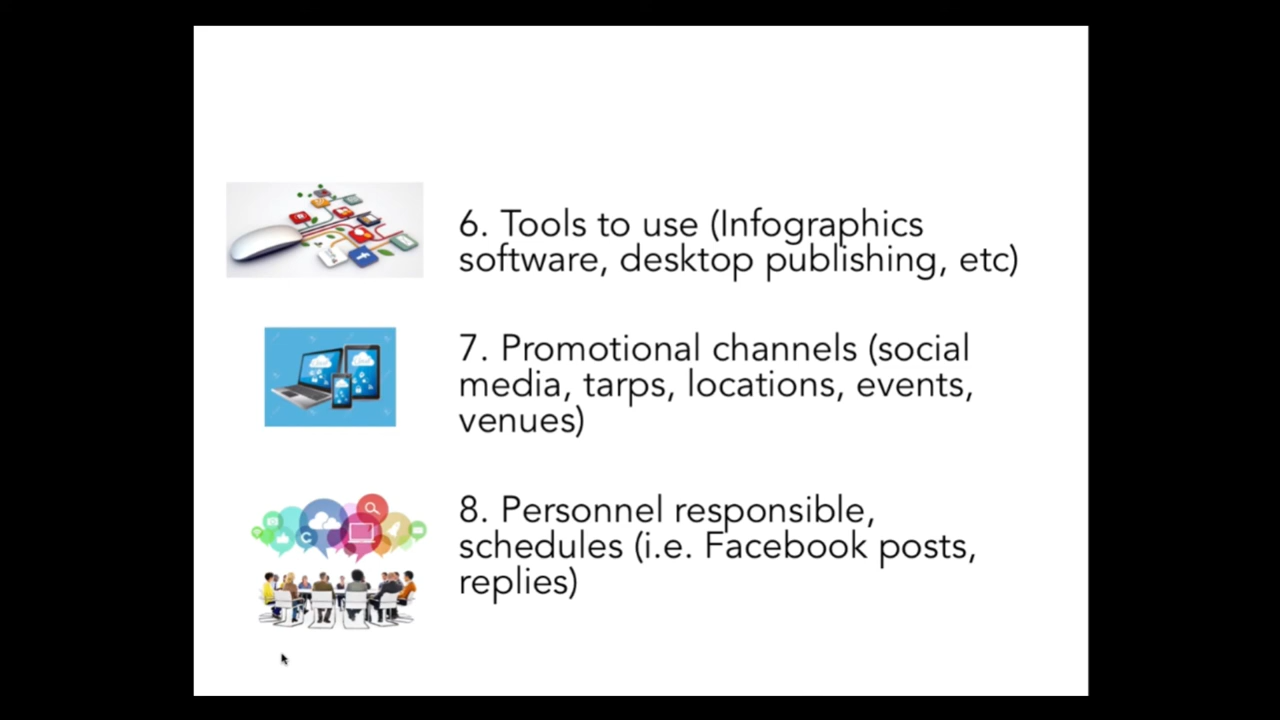 6. Tools to use (Infographics
software, desktop publishing, etc)
7. Promotional channels (social
media, tarps, locations, events,
venues)
8. Personnel responsible,
schedules (i.e. Facebook posts,
replies)